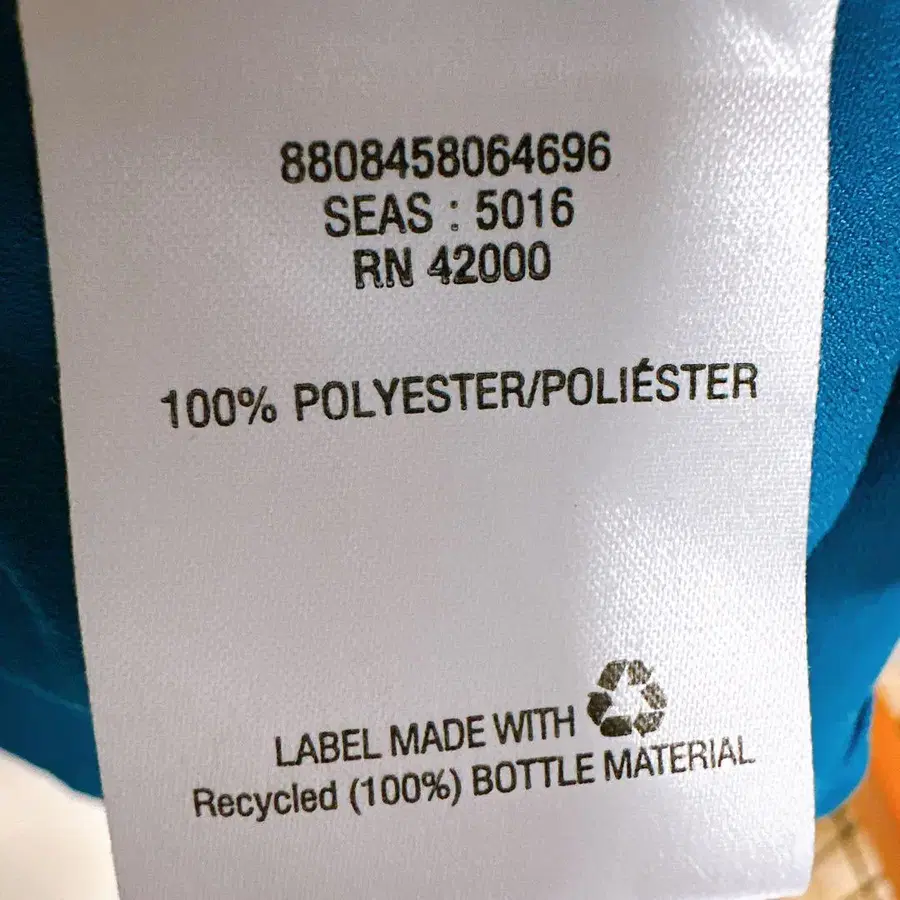 8808458064696
SEAS : 5016
RN 42000
100% POLYESTER/POLIÉSTER
LABEL MADE WITH
Recycled (100%) BOTTLE MATERIAL